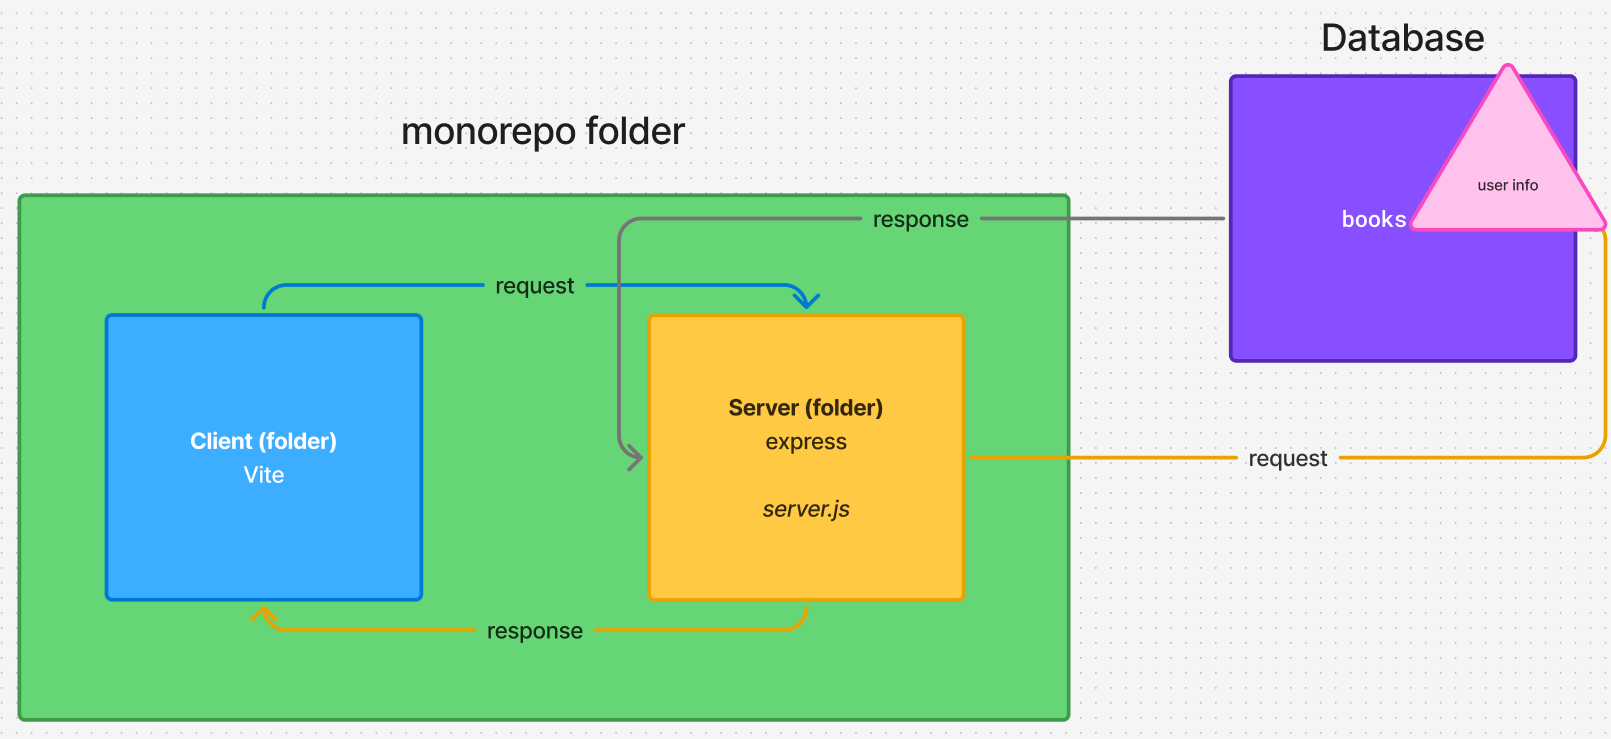 Database
monorepo folder
user info
books
response
request
Client (folder)
Vite
Server (folder)
express
server.js
request
response